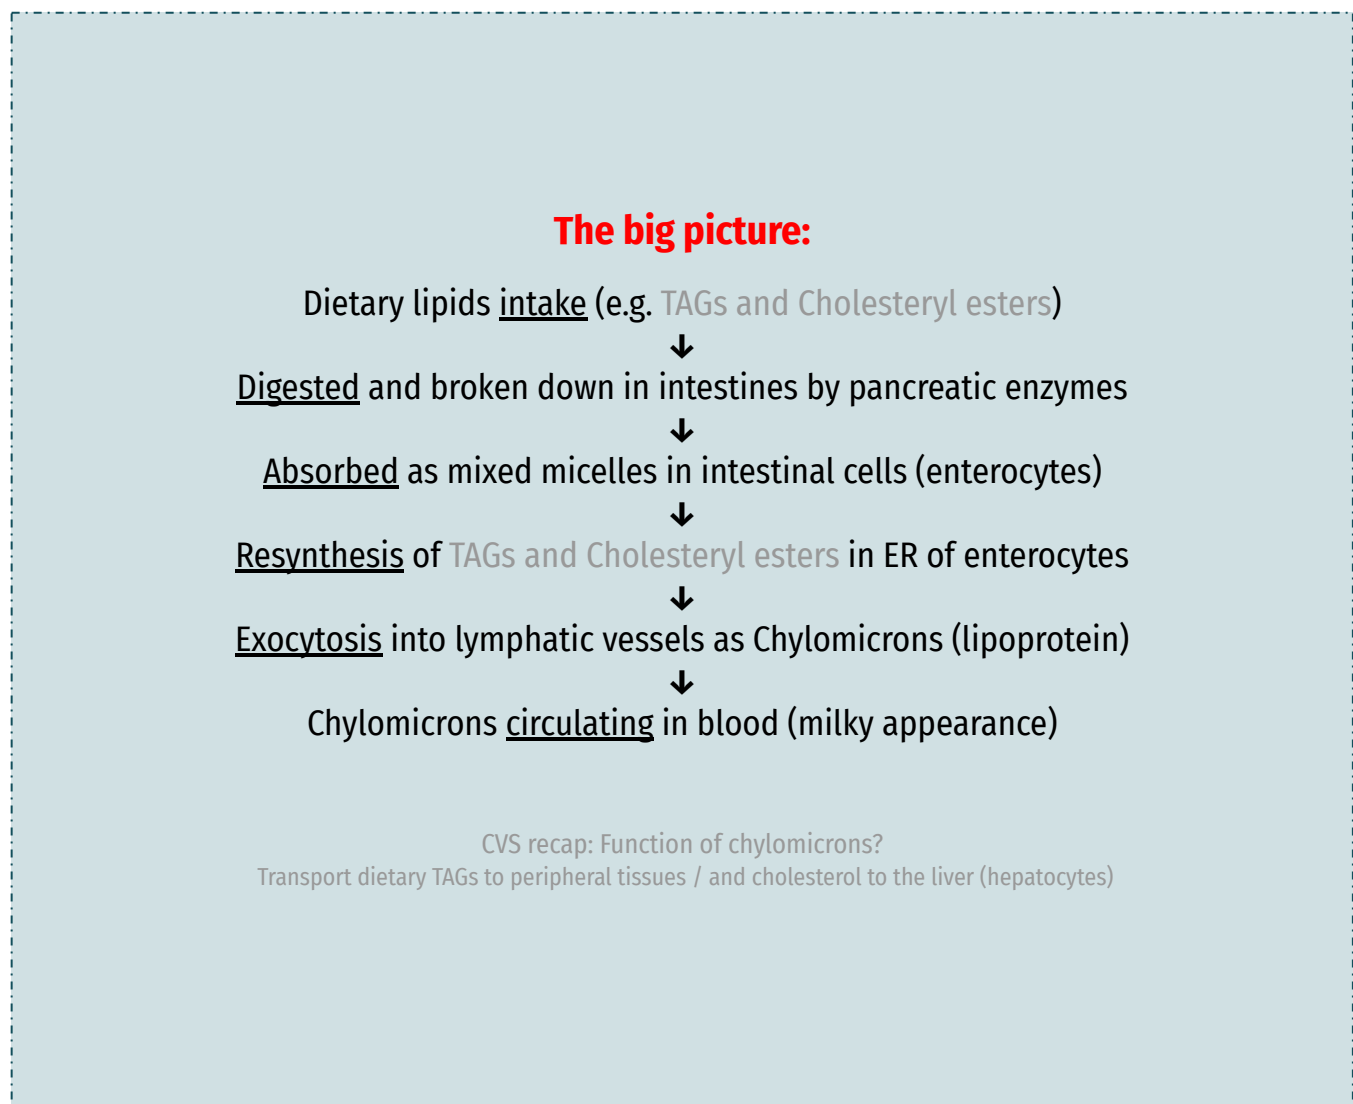 The big picture:
Dietary lipids intake (e.g. TAGs and Cholesteryl esters)
↓
Digested and broken down in intestines by pancreatic enzymes
↓
Absorbed as mixed micelles in intestinal cells (enterocytes)
↓
Resynthesis of TAGs and Cholesteryl esters in ER of enterocytes
↓
Exocytosis into lymphatic vessels as Chylomicrons (lipoprotein)
↓
Chylomicrons circulating in blood (milky appearance)
CVS recap: Function of chylomicrons?
Transport dietary TAGs to peripheral tissues / and cholesterol to the liver (hepatocytes)